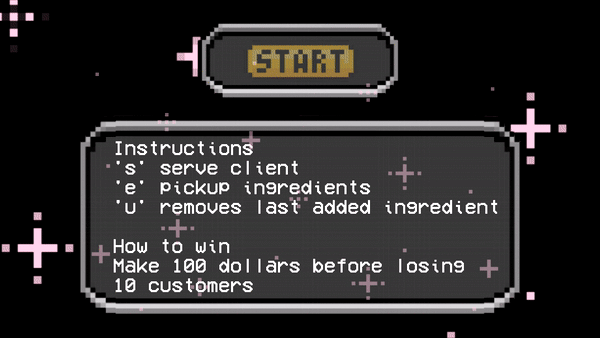 START
Instructions
's' serve client
'e' pickup ingredients
'u' removes last added ingredient
How to win
Make 100 dollars before losing
10 customers